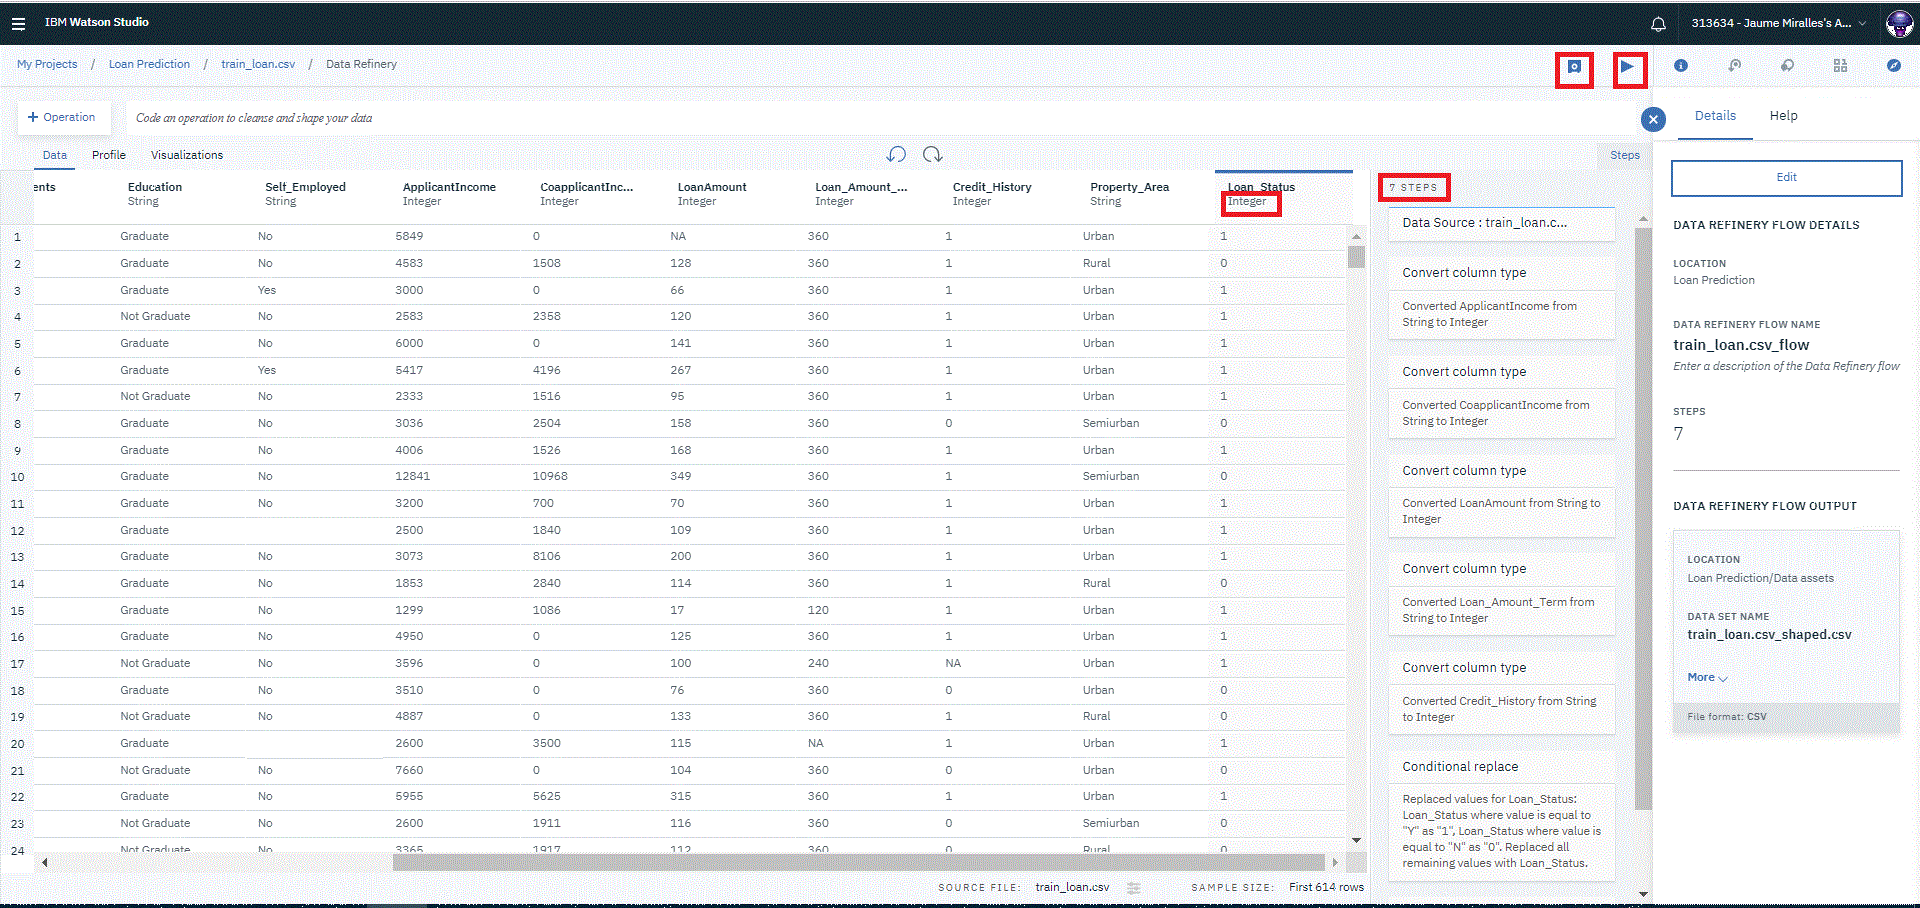 IBM Watson Studio
313634 - Jaume Miralles's A...
My Projects / Loan Prediction / train_loan.csv / Data Refinery
+ Operation
Code an operation to cleanse and shape your data
Details Help
Data Profile Visualizations
Steps
ents Education Self_Employed ApplicantIncome CoapplicantInc... LoanAmount Loan_Amount_... Credit_History Property_Area Loan_Status
String String Integer Integer Integer Integer Integer String Integer
1 Graduate No 5849 0 NA 360 1 Urban 1
2 Graduate No 4583 1508 128 360 1 Rural 0
3 Graduate Yes 3000 0 66 360 1 Urban 1
4 Not Graduate No 2583 2358 120 360 1 Urban 1
5 Graduate No 6000 0 141 360 1 Urban 1
6 Graduate Yes 5417 4196 267 360 1 Urban 1
7 Not Graduate No 2333 1516 95 360 1 Urban 1
8 Graduate No 3036 2504 158 360 0 Semiurban 0
9 Graduate No 4006 1526 168 360 1 Urban 1
10 Graduate No 12841 10968 349 360 1 Semiurban 0
11 Graduate No 3200 700 70 360 1 Urban 1
12 Graduate 2500 1840 109 360 1 Urban 1
13 Graduate No 3073 8106 200 360 1 Urban 1
14 Graduate No 1853 2840 114 360 1 Rural 0
15 Graduate No 1299 1086 17 120 1 Urban 1
16 Graduate No 4950 0 125 360 1 Urban 1
17 Not Graduate No 3596 0 100 240 NA Urban 1
18 Graduate No 3510 0 76 360 0 Urban 0
19 Not Graduate No 4887 0 133 360 1 Rural 0
20 Graduate 2600 3500 115 NA 1 Urban 1
21 Not Graduate No 7660 0 104 360 0 Urban 0
22 Graduate No 5955 5625 315 360 1 Urban 1
23 Not Graduate No 2600 1911 116 360 0 Semiurban 0
24 Not Graduate No 3365 1917 112 360 0 Rural 0
SOURCE FILE: train_loan.csv
SAMPLE SIZE: First 614 rows
7 STEPS
Data Source : train_loan.c...
Convert column type
Converted ApplicantIncome from
String to Integer
Convert column type
Converted CoapplicantIncome from
String to Integer
Convert column type
Converted LoanAmount from String to
Integer
Convert column type
Converted Loan_Amount_Term from
String to Integer
Convert column type
Converted Credit_History from String
to Integer
Conditional replace
Replaced values for Loan_Status:
Loan_Status where value is equal to
"Y" as "1", Loan_Status where value is
equal to "N" as "0". Replaced all
remaining values with Loan_Status.
Edit
DATA REFINERY FLOW DETAILS
LOCATION
Loan Prediction
DATA REFINERY FLOW NAME
train_loan.csv_flow
Enter a description of the Data Refinery flow
STEPS
7
DATA REFINERY FLOW OUTPUT
LOCATION
Loan Prediction/Data assets
DATA SET NAME
train_loan.csv_shaped.csv
More
File format: CSV